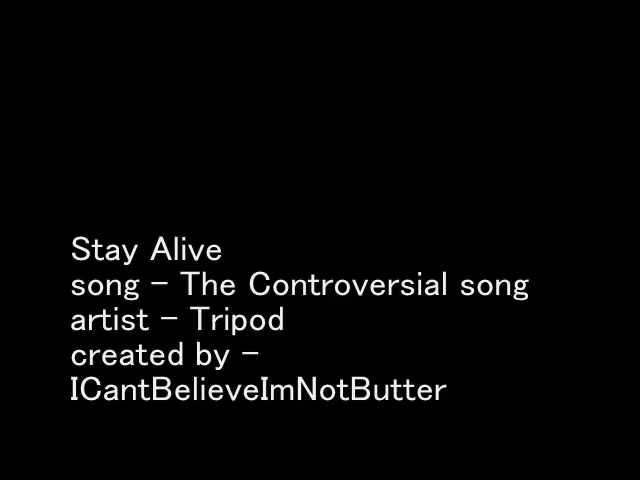 Stay Alive
song - The Controversial song
artist - Tripod
created by -
ICantBelieveImNotButter